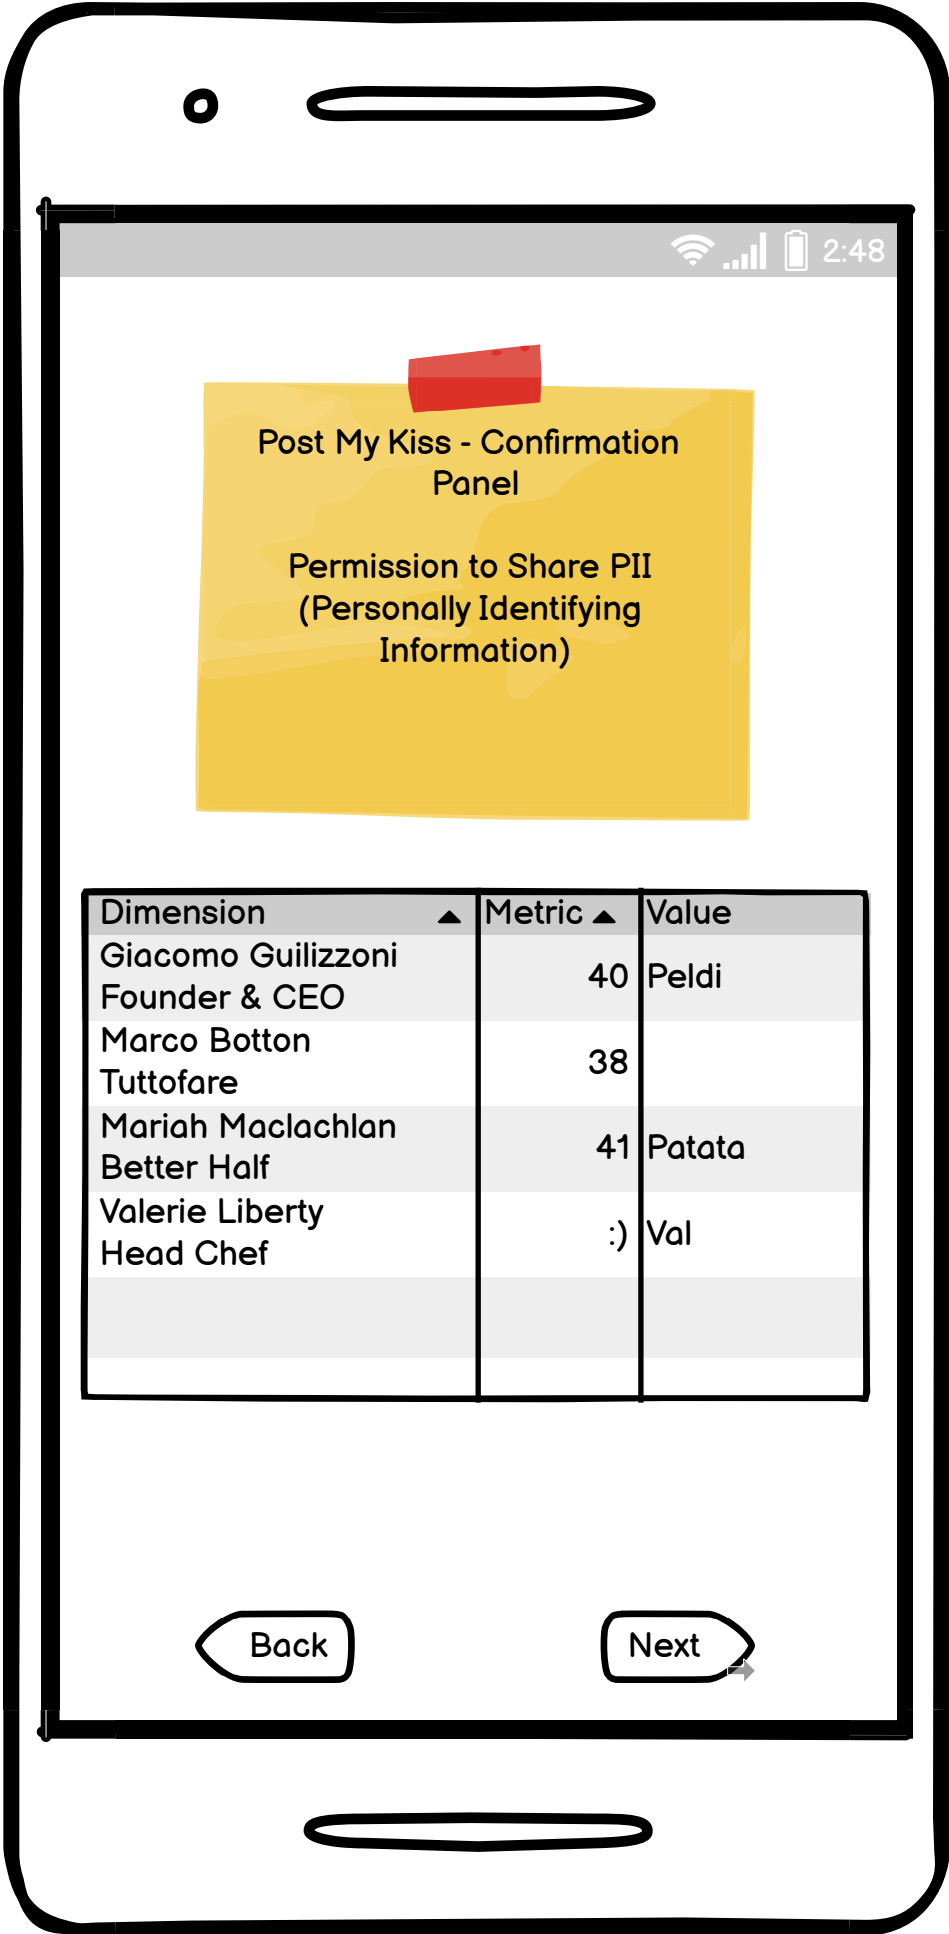 2:48
Post My Kiss - Confirmation
Panel
Permission to Share PII
(Personally Identifying
Information)
Dimension Metric Value
Giacomo Guilizzoni
Founder & CEO
40 Peldi
Marco Botton
Tuttofare
38
Mariah Maclachlan
Better Half
41 Patata
Valerie Liberty
Head Chef
:) Val
Back Next